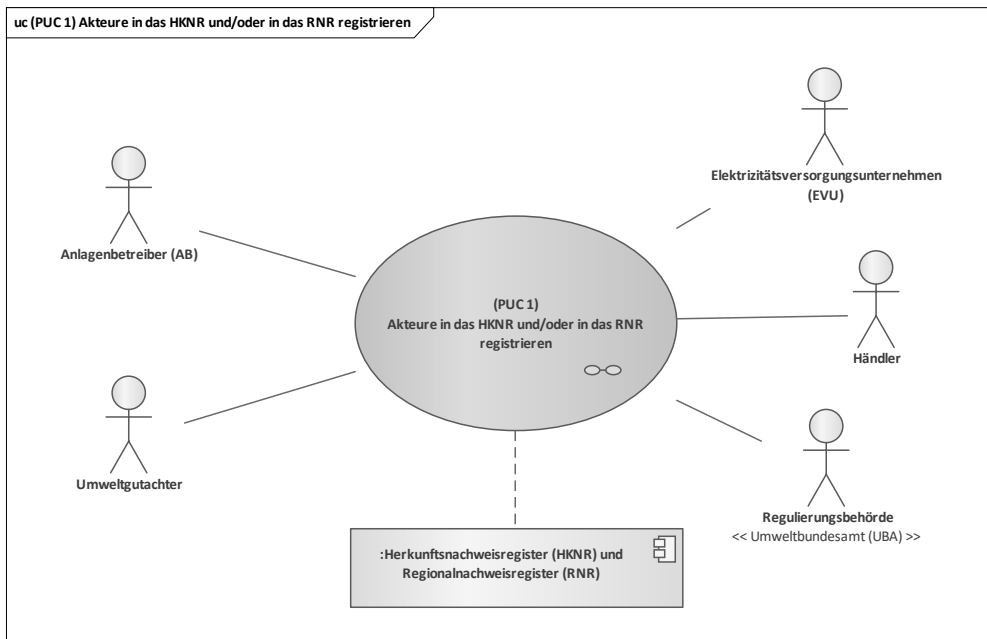 uc (PUC 1) Akteure in das HKNR und/oder in das RNR registrieren
Elektrizitätsversorgungsunternehmen
(EVU)
Anlagenbetreiber (AB)
(PUC 1)
Akteure in das HKNR und/oder in das RNR
registrieren
Händler
Umweltgutachter
Regulierungsbehörde
<< Umweltbundesamt (UBA) >>
:Herkunftsnachweisregister (HKNR) und
Regionalnachweisregister (RNR)